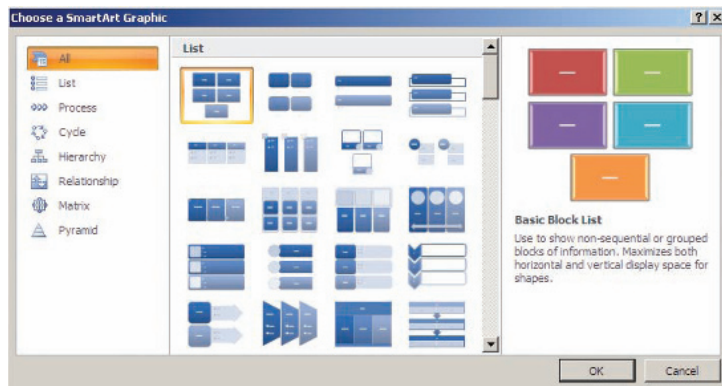 Choose a SmartArt Graphic
All
List
Process
Cycle
Hierarchy
Relationship
Matrix
Pyramid
List
Basic Block List
Use to show non-sequential or grouped
blocks of information. Maximizes both
horizontal and vertical display space for
shapes.
OK
Cancel